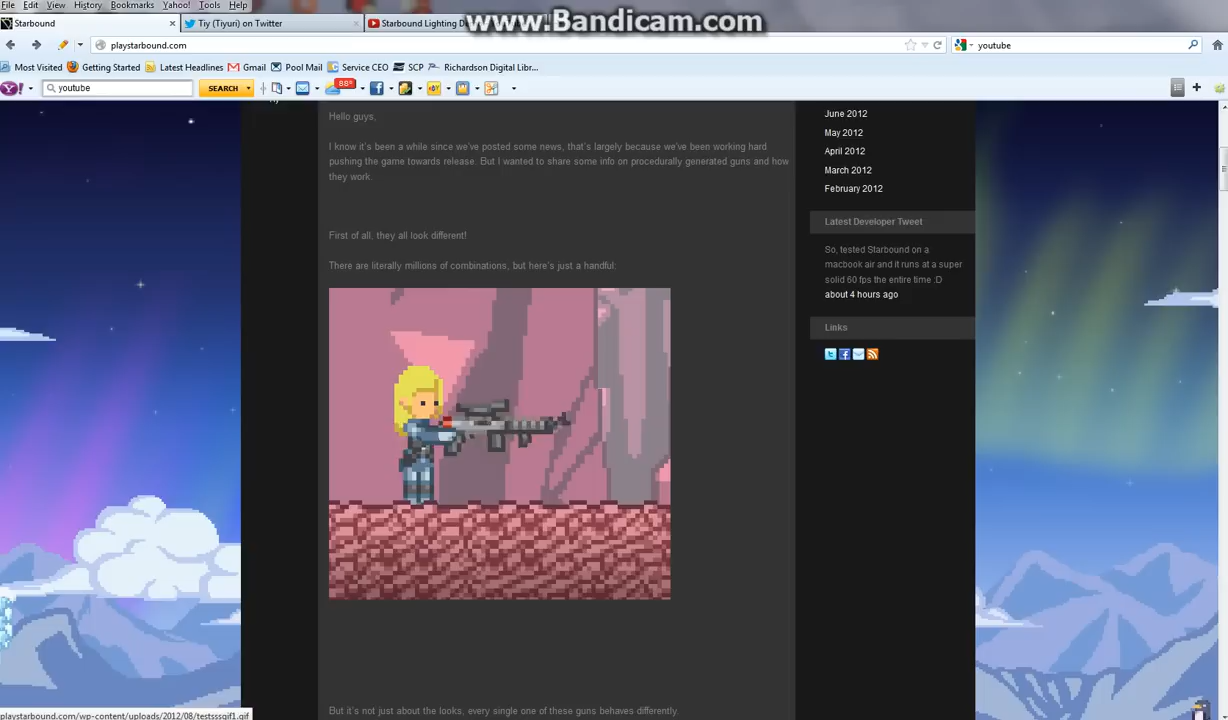 File Edit View History Bookmarks Yahoo! Tools Help
www.Bandicam.com
Starbound
Tiy (Tiyuri) on Twitter
Starbound Lighting
playstarbound.com
youtube
Most Visited Getting Started Latest Headlines Gmail Pool Mail Service CEO SCP Richardson Digital Libr...
youtube
SEARCH
88°
Hello guys,
I know it's been a while since we've posted some news, that's largely because we've been working hard
pushing the game towards release. But I wanted to share some info on procedurally generated guns and how
they work.
First of all, they all look different!
There are literally millions of combinations, but here's just a handful:
But it's not just about the looks, every single one of these guns behaves differently.
June 2012
May 2012
April 2012
March 2012
February 2012
Latest Developer Tweet
So, tested Starbound on a
macbook air and it runs at a super
solid 60 fps the entire time :D
about 4 hours ago
Links
playstarbound.com/wp-content/uploads/2012/08/testsssgif1.gif